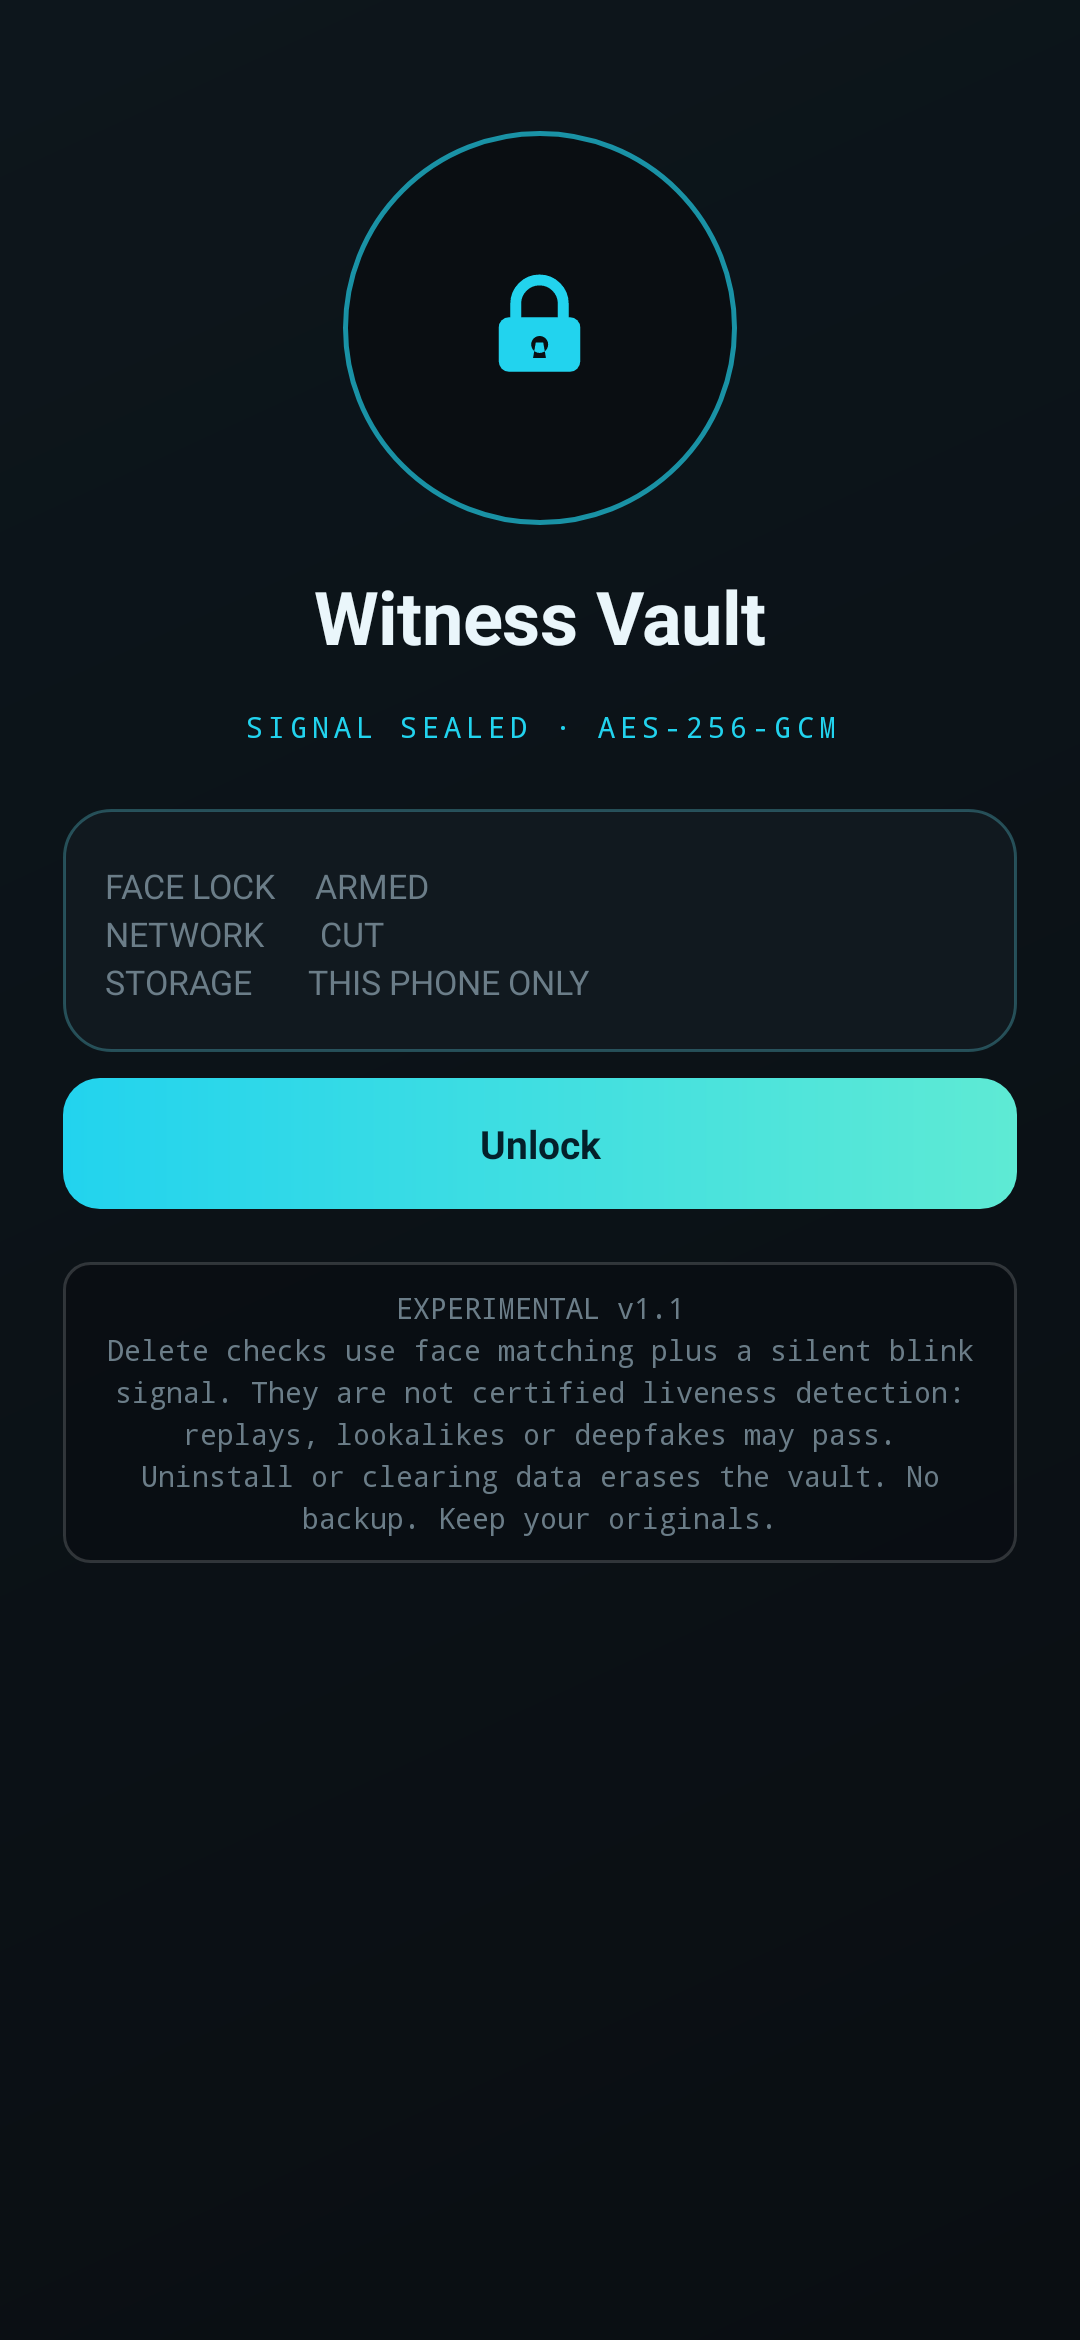 Witness Vault
SIGNAL SEALED · AES-256-GCM
FACE LOCK ARMED
NETWORK CUT
STORAGE THIS PHONE ONLY
Unlock
EXPERIMENTAL v1.1
Delete checks use face matching plus a silent blink
signal. They are not certified liveness detection:
replays, lookalikes or deepfakes may pass.
Uninstall or clearing data erases the vault. No
backup. Keep your originals.